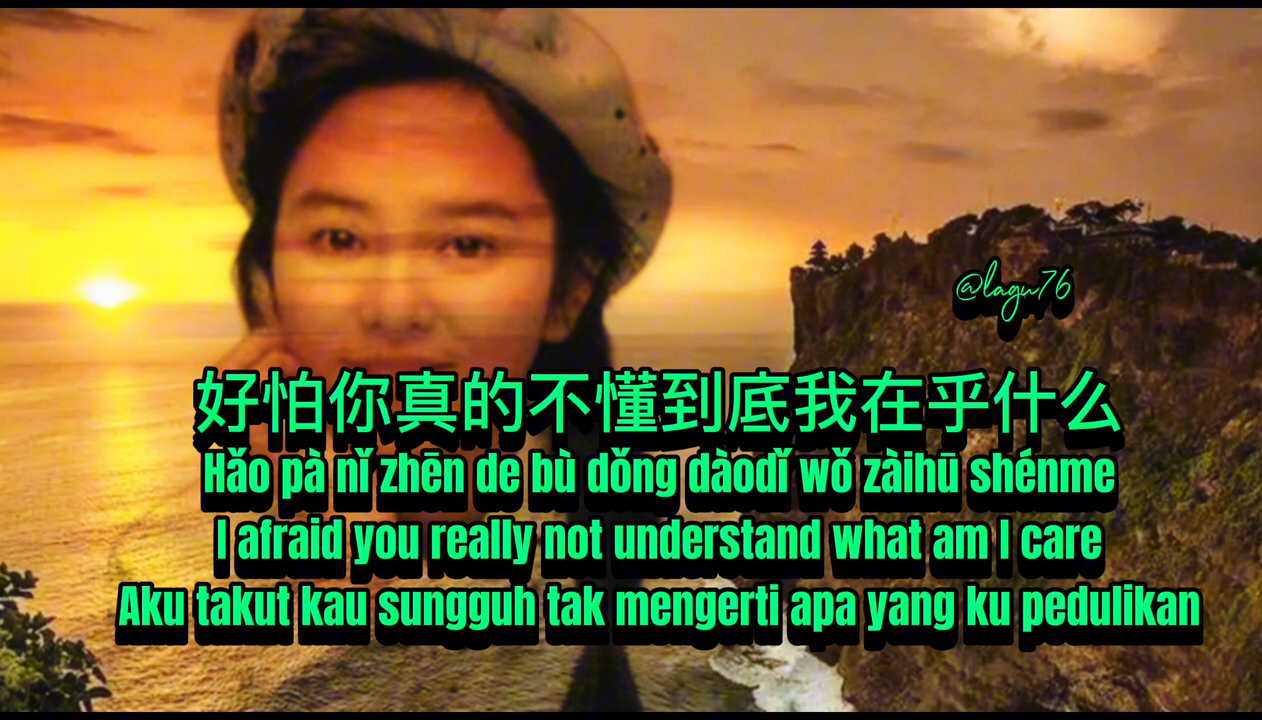 @lagu76
好怕你真的不懂到底我在乎什么
Hǎo pà nǐ zhēn de bù dǒng dàodǐ wǒ zàihū shénme
I afraid you really not understand what am I care
Aku takut kau sungguh tak mengerti apa yang ku pedulikan